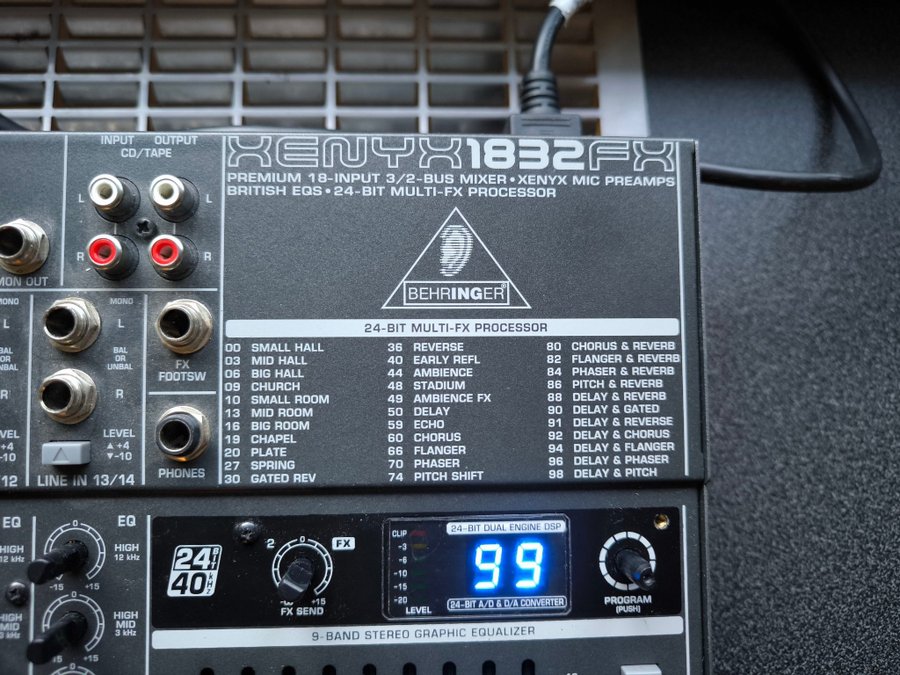 INPUT OUTPUT
CD/TAPE
L L
R R
MON OUT
XENYX1832FX
PREMIUM 18-INPUT 3/2-BUS MIXER•XENYX MIC PREAMPS
BRITISH EQS•24-BIT MULTI-FX PROCESSOR
BEHRINGER
24-BIT MULTI-FX PROCESSOR
00 SMALL HALL
03 MID HALL
06 BIG HALL
09 CHURCH
10 SMALL ROOM
13 MID ROOM
16 BIG ROOM
19 CHAPEL
20 PLATE
27 SPRING
30 GATED REV
36 REVERSE
40 EARLY REFL
44 AMBIENCE
48 STADIUM
49 AMBIENCE FX
50 DELAY
59 ECHO
60 CHORUS
66 FLANGER
70 PHASER
74 PITCH SHIFT
80 CHORUS & REVERB
82 FLANGER & REVERB
84 PHASER & REVERB
86 PITCH & REVERB
88 DELAY & REVERB
90 DELAY & GATED
91 DELAY & REVERSE
92 DELAY & CHORUS
94 DELAY & FLANGER
96 DELAY & PHASER
98 DELAY & PITCH
MONO
L
BAL
OR
UNBAL
R
LEVEL
+4
-10
12
MONO
L
BAL
OR
UNBAL
R
LEVEL
▲+4
▼-10
LINE IN 13/14
FX
FOOTSW
PHONES
EQ
HIGH
12 kHz
HIGH
MID
3 kHz
EQ
0
HIGH
12 kHz
-15 +15
0
HIGH
MID
3 kHz
-15 +15
0
24 BIT
40 kHz
2
FX
0
-∞ +15
FX SEND
CLIP
-3
-6
-10
-15
-20
LEVEL
24-BIT DUAL ENGINE DSP
99
24-BIT A/D & D/A CONVERTER
PROGRAM
(PUSH)
9-BAND STEREO GRAPHIC EQUALIZER